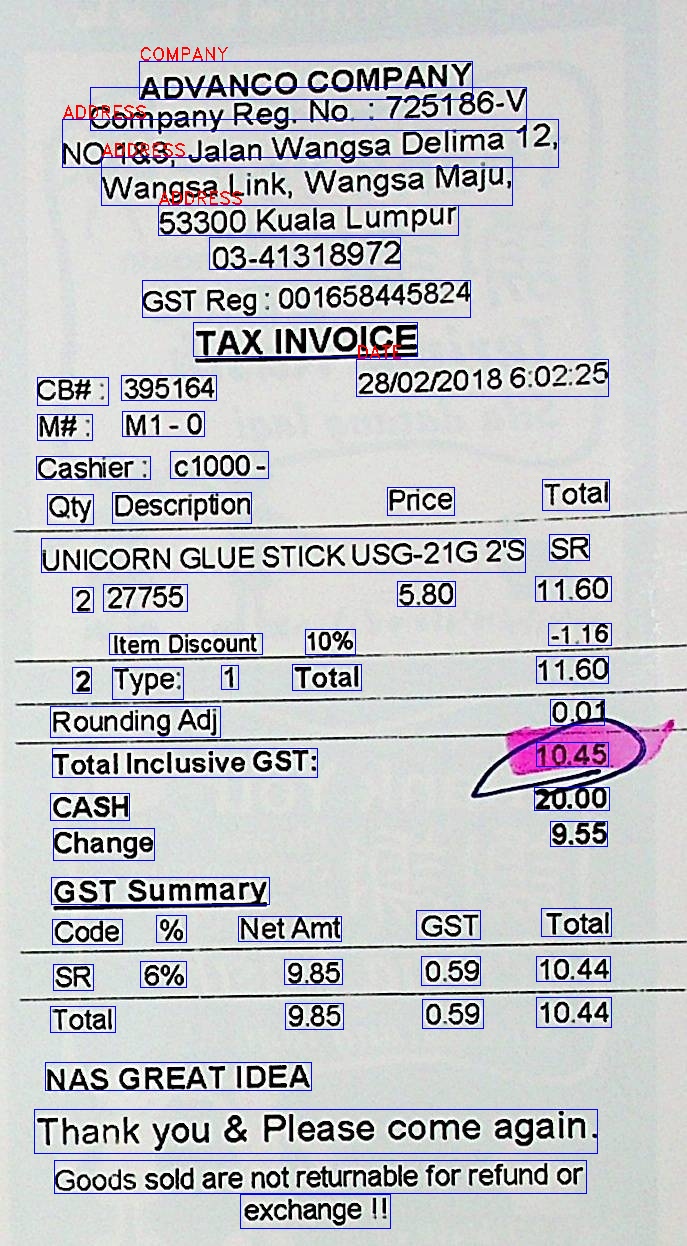 COMPANY
ADVANCO COMPANY
Company Reg. No. : 725186-V
ADDRESS
NO 1&3, Jalan Wangsa Delima 12,
ADDRESS
Wangsa Link, Wangsa Maju,
ADDRESS
53300 Kuala Lumpur
03-41318972
GST Reg : 001658445824
TAX INVOICE
DATE
CB# : 395164 28/02/2018 6:02:25
M# : M1 - 0
Cashier : c1000 -
Qty Description Price Total
UNICORN GLUE STICK USG-21G 2'S SR
2 27755 5.80 11.60
Item Discount 10% -1.16
2 Type: 1 Total 11.60
Rounding Adj 0.01
Total Inclusive GST: 10.45
CASH 20.00
Change 9.55
GST Summary
Code % Net Amt GST Total
SR 6% 9.85 0.59 10.44
Total 9.85 0.59 10.44
NAS GREAT IDEA
Thank you & Please come again.
Goods sold are not returnable for refund or
exchange !!